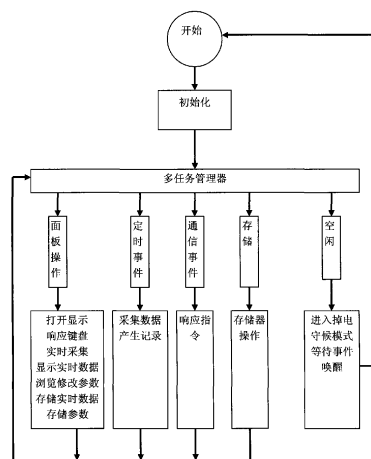 开始
初始化
多任务管理器
面板操作
定时事件
通信事件
存储
空闲
打开显示
响应键盘
实时采集
显示实时数据
浏览修改参数
存储实时数据
存储参数
采集数据
产生记录
响应指
令
存储器
操作
进入掉电
守候模式
等待事件
唤醒